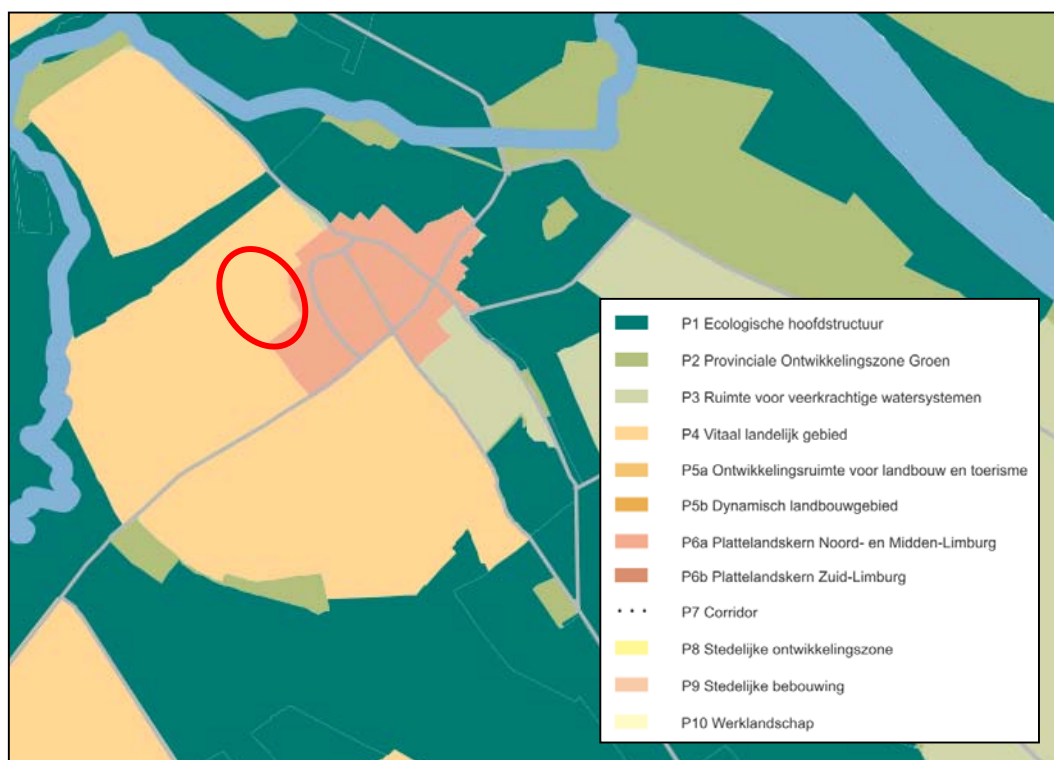 P1 Ecologische hoofdstructuur
P2 Provinciale Ontwikkelingszone Groen
P3 Ruimte voor veerkrachtige watersystemen
P4 Vitaal landelijk gebied
P5a Ontwikkelingsruimte voor landbouw en toerisme
P5b Dynamisch landbouwgebied
P6a Plattelandskern Noord- en Midden-Limburg
P6b Plattelandskern Zuid-Limburg
P7 Corridor
P8 Stedelijke ontwikkelingszone
P9 Stedelijke bebouwing
P10 Werklandschap